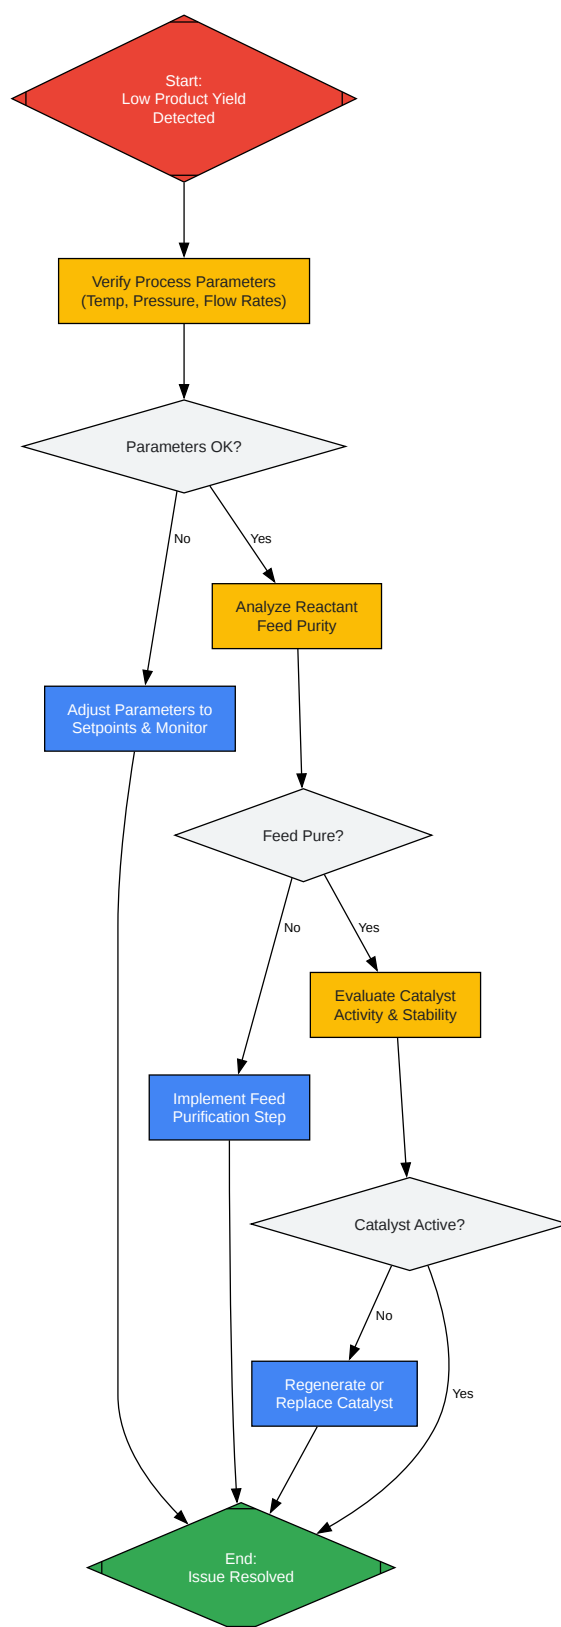 Start:
Low Product Yield
Detected
Verify Process Parameters
(Temp, Pressure, Flow Rates)
Parameters OK?
No
Yes
Analyze Reactant
Feed Purity
Adjust Parameters to
Setpoints & Monitor
Feed Pure?
No
Yes
Evaluate Catalyst
Activity & Stability
Implement Feed
Purification Step
Catalyst Active?
No
Regenerate or
Replace Catalyst
Yes
End:
Issue Resolved